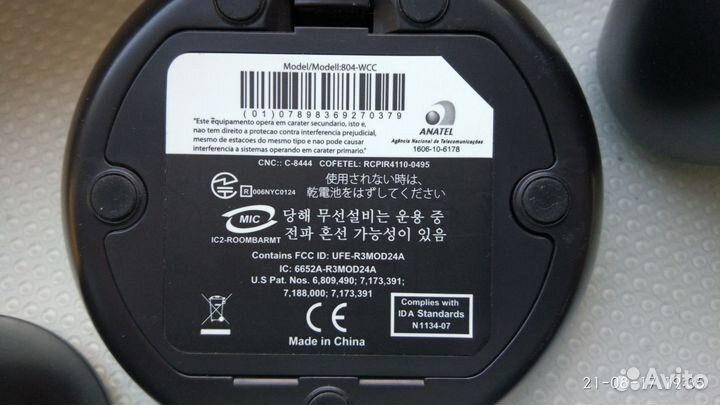 Model/Modell:804-WCC
(01)07898369270379
"Este equipamento opera em carater secundario, isto e,
nao tem direito a protecao contra interferencia prejudicial,
mesmo de estacoes do mesmo tipo e nao pode causar
interferencia a sistemas operando em carater primario."
ANATEL
Agência Nacional de Telecomunicações
1606-10-6178
CNC:: C-8444 COFETEL: RCPIR4110-0495
R 006NYC0124
使用されない時は、
乾電池をはずしてください
MIC
IC2-ROOMBARMT
당해 무선설비는 운용 중
전파 혼선 가능성이 있음
Contains FCC ID: UFE-R3MOD24A
IC: 6652A-R3MOD24A
U.S Pat. Nos. 6,809,490; 7,173,391;
7,188,000; 7,173,391
CE
Made in China
Complies with
IDA Standards
N1134-07
21-08-17 19:35
Avito